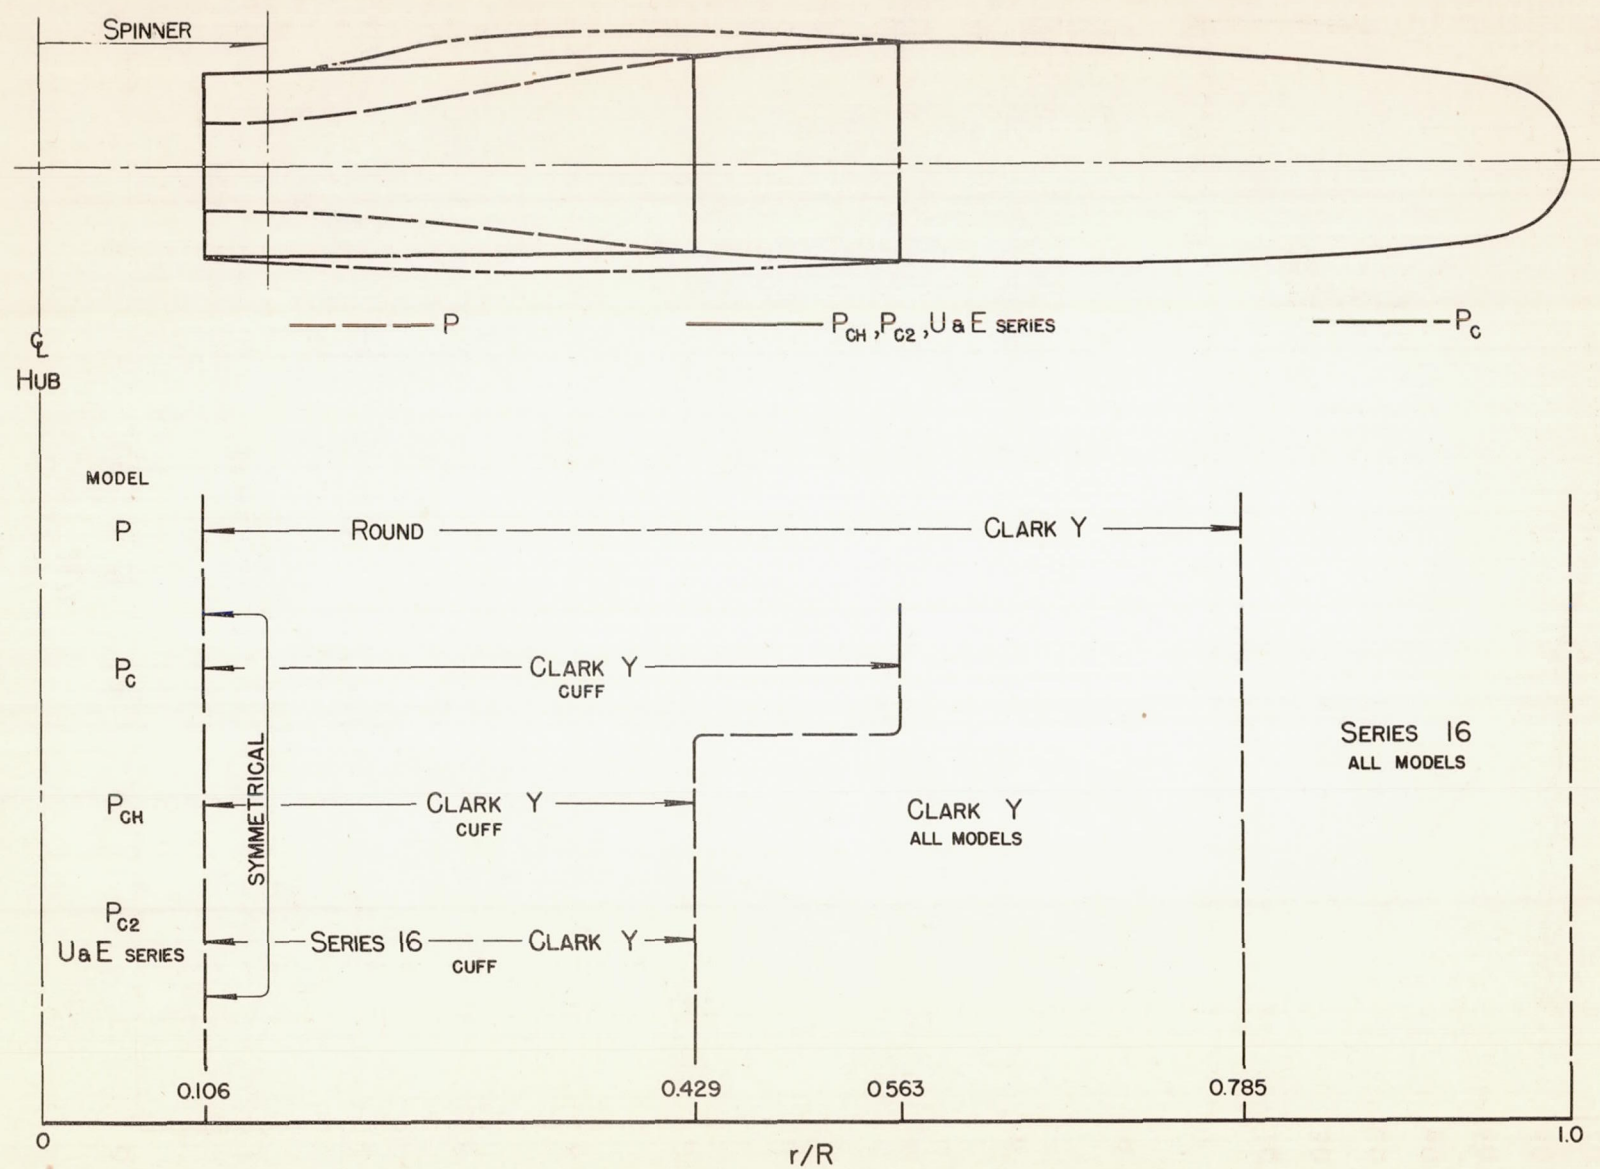 SPINNER
P
P_CH, P_C2, U & E SERIES
P_C
℄
HUB
MODEL
P
ROUND
CLARK Y
P_C
CLARK Y
CUFF
SYMMETRICAL
SERIES 16
ALL MODELS
P_CH
CLARK Y
CUFF
CLARK Y
ALL MODELS
P_C2
U & E SERIES
SERIES 16
CLARK Y
CUFF
0.106
0.429
0563
0.785
0
r/R
1.0